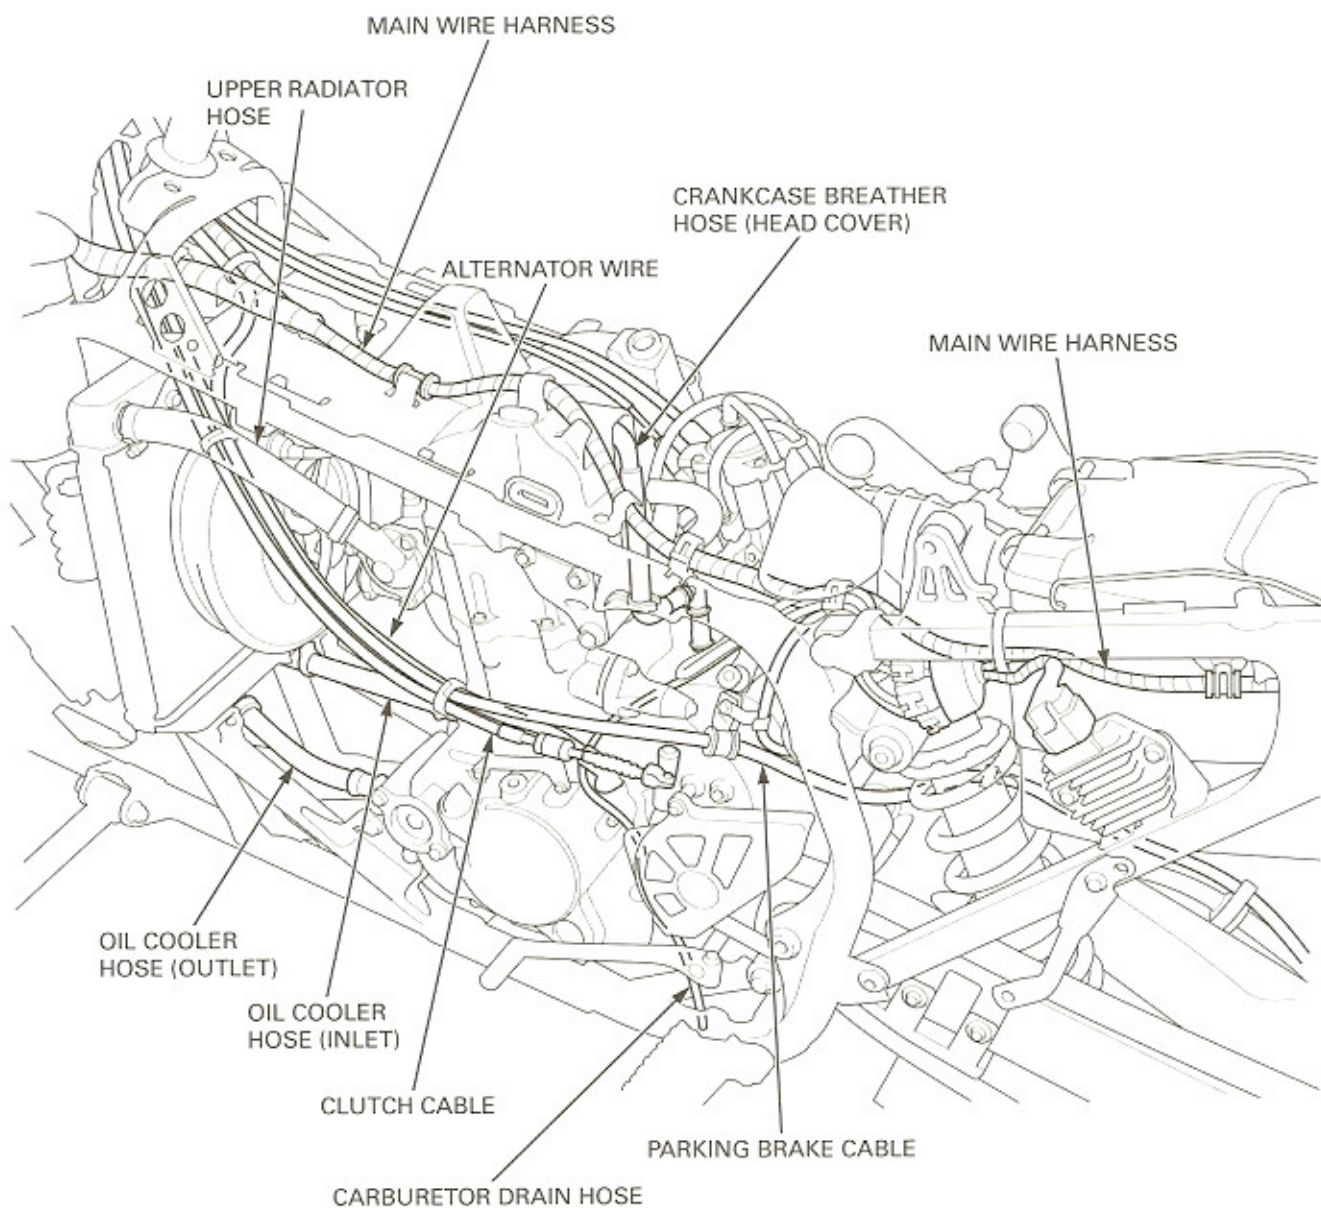 MAIN WIRE HARNESS
UPPER RADIATOR
HOSE
CRANKCASE BREATHER
HOSE (HEAD COVER)
ALTERNATOR WIRE
MAIN WIRE HARNESS
OIL COOLER
HOSE (OUTLET)
OIL COOLER
HOSE (INLET)
CLUTCH CABLE
PARKING BRAKE CABLE
CARBURETOR DRAIN HOSE